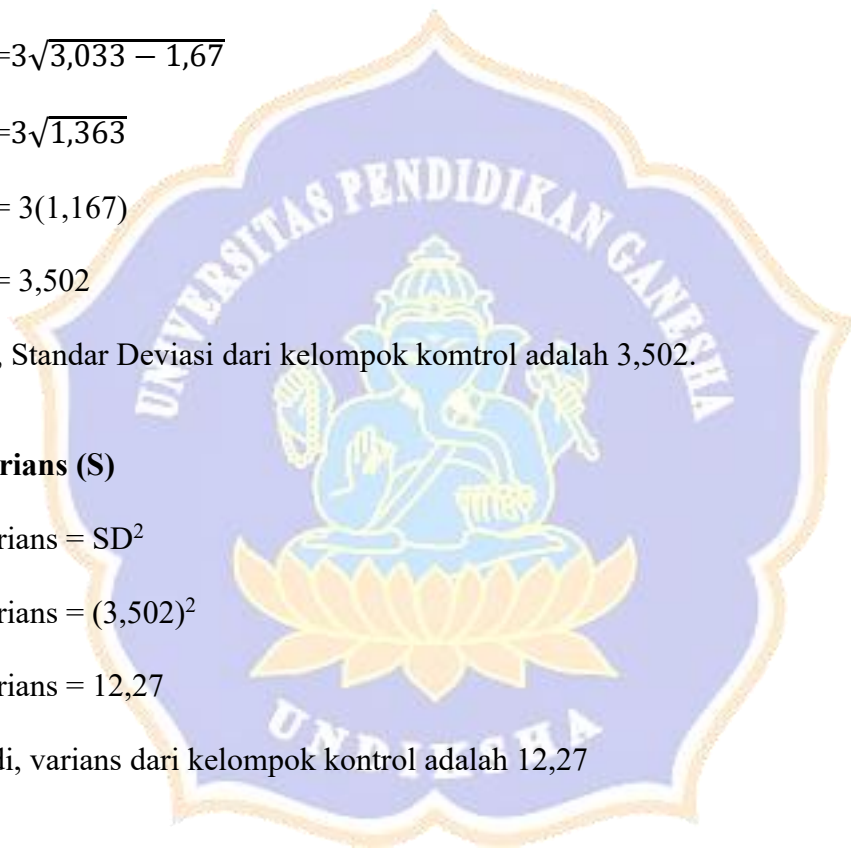 =3√3,033 − 1,67
=3√1,363
= 3(1,167)
= 3,502
, Standar Deviasi dari kelompok komtrol adalah 3,502.
rians (S)
rians = SD²
rians = (3,502)²
rians = 12,27
di, varians dari kelompok kontrol adalah 12,27
UNIVERSITAS PENDIDIKAN GANESHA
UNDIKSHA